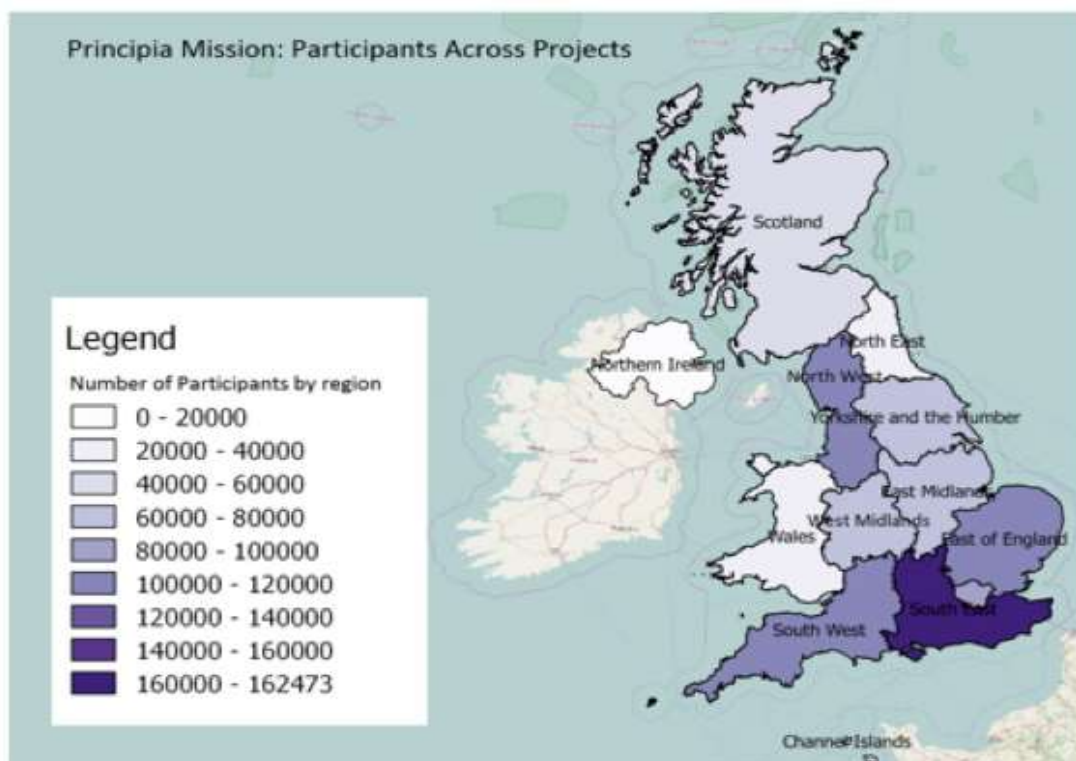 Principia Mission: Participants Across Projects
Scotland
North East
Northern Ireland
North West
Yorkshire and the Humber
East Midlands
West Midlands
Wales
East of England
South East
South West
Channel Islands
Legend
Number of Participants by region
0 - 20000
20000 - 40000
40000 - 60000
60000 - 80000
80000 - 100000
100000 - 120000
120000 - 140000
140000 - 160000
160000 - 162473